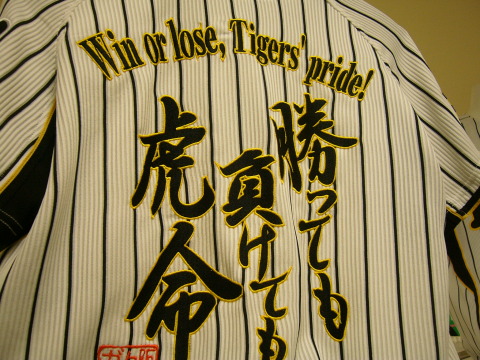 Win or lose, Tigers' pride!
勝っても
負けても
虎命